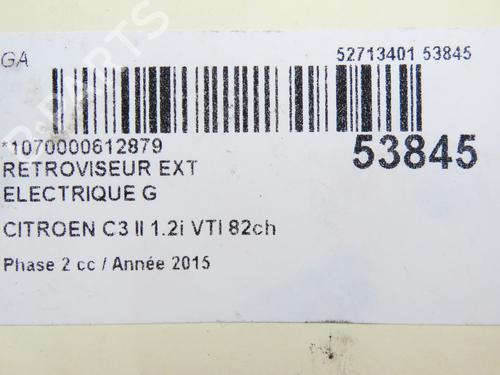 GA
52713401 53845
*1070000612879
53845
RETROVISEUR EXT
ELECTRIQUE G
CITROEN C3 II 1.2i VTI 82ch
Phase 2 cc / Année 2015
B-PARTS